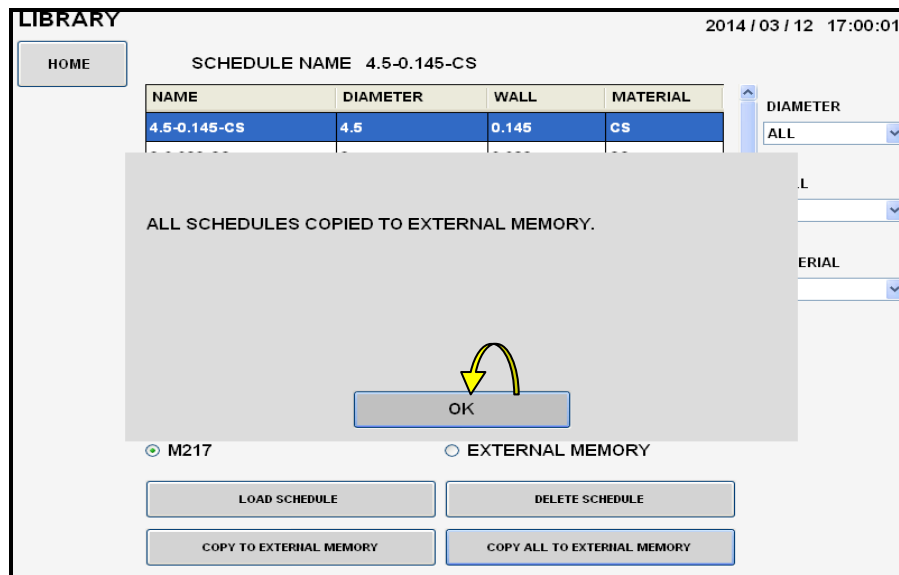 LIBRARY
2014 / 03 / 12 17:00:01
HOME
SCHEDULE NAME 4.5-0.145-CS
NAME DIAMETER WALL MATERIAL
4.5-0.145-CS 4.5 0.145 CS
DIAMETER
ALL
LL
ERIAL
ALL SCHEDULES COPIED TO EXTERNAL MEMORY.
OK
M217 EXTERNAL MEMORY
LOAD SCHEDULE DELETE SCHEDULE
COPY TO EXTERNAL MEMORY COPY ALL TO EXTERNAL MEMORY